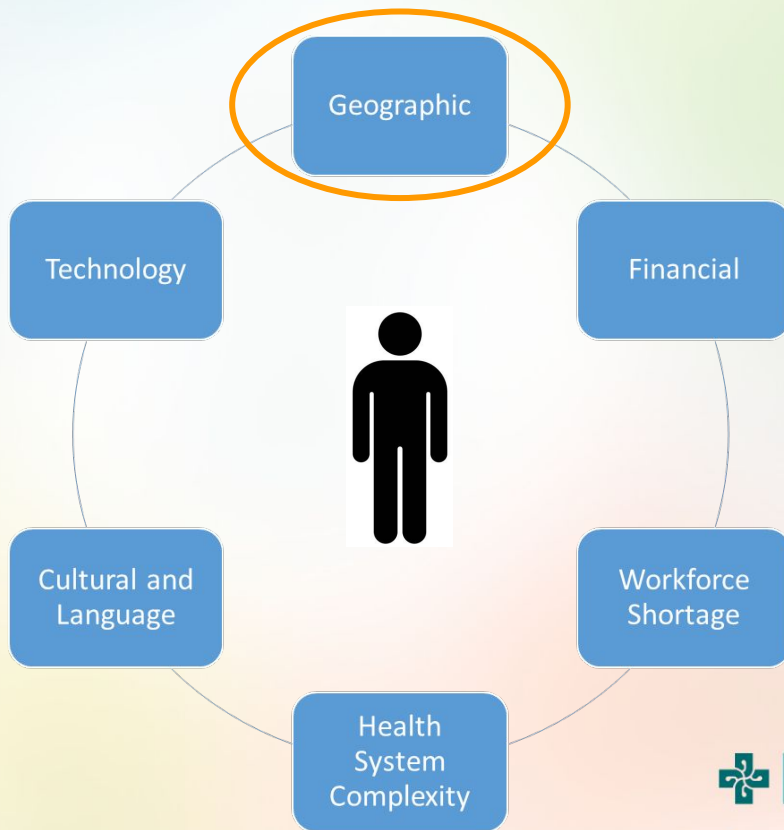 Geographic
Financial
Workforce
Shortage
Health
System
Complexity
Cultural and
Language
Technology